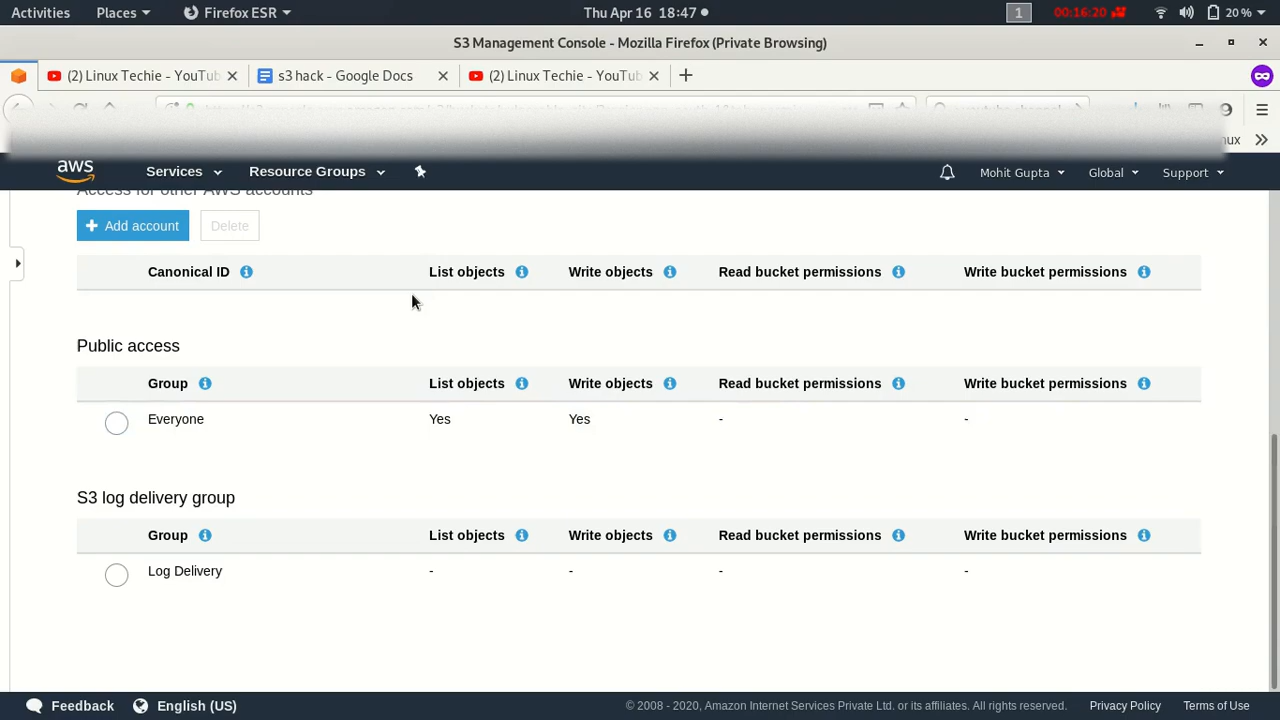 Activities Places Firefox ESR Thu Apr 16 18:47 1 00:16:20 20 %
S3 Management Console - Mozilla Firefox (Private Browsing)
(2) Linux Techie - YouTub s3 hack - Google Docs (2) Linux Techie - YouTub
aws Services Resource Groups Mohit Gupta Global Support
Access for other AWS accounts
Add account Delete
Canonical ID List objects Write objects Read bucket permissions Write bucket permissions
Public access
Group List objects Write objects Read bucket permissions Write bucket permissions
Everyone Yes Yes - -
S3 log delivery group
Group List objects Write objects Read bucket permissions Write bucket permissions
Log Delivery - - - -
Feedback English (US) © 2008 - 2020, Amazon Internet Services Private Ltd. or its affiliates. All rights reserved. Privacy Policy Terms of Use